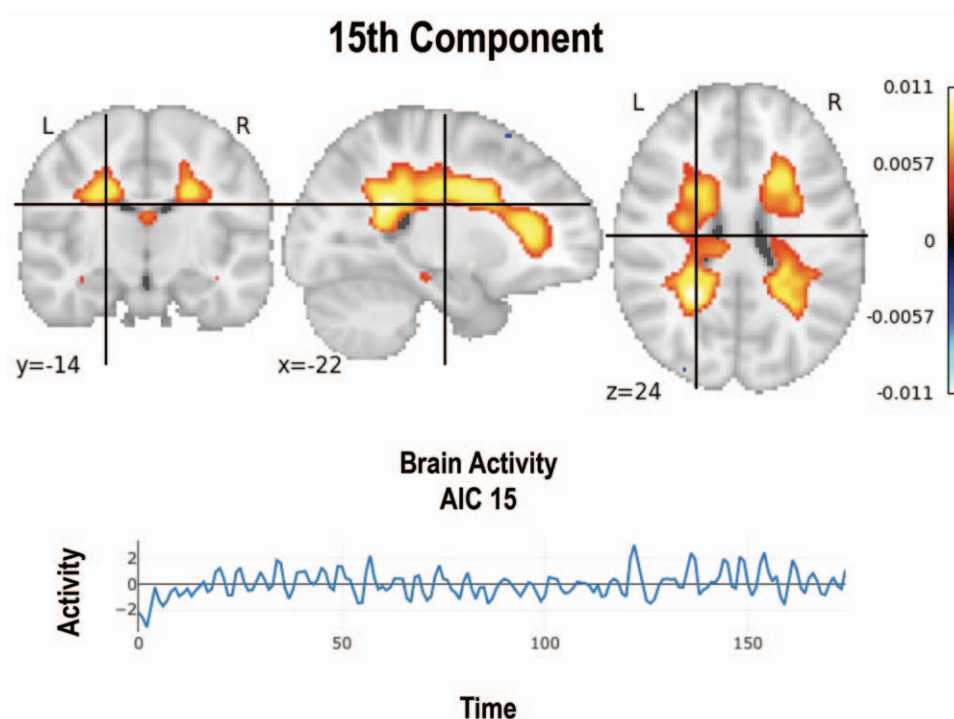 15th Component
L R
L R
y=-14
x=-22
z=24
0.011
0.0057
0
-0.0057
-0.011
Brain Activity
AIC 15
Activity
2
0
−2
0 50 100 150
Time